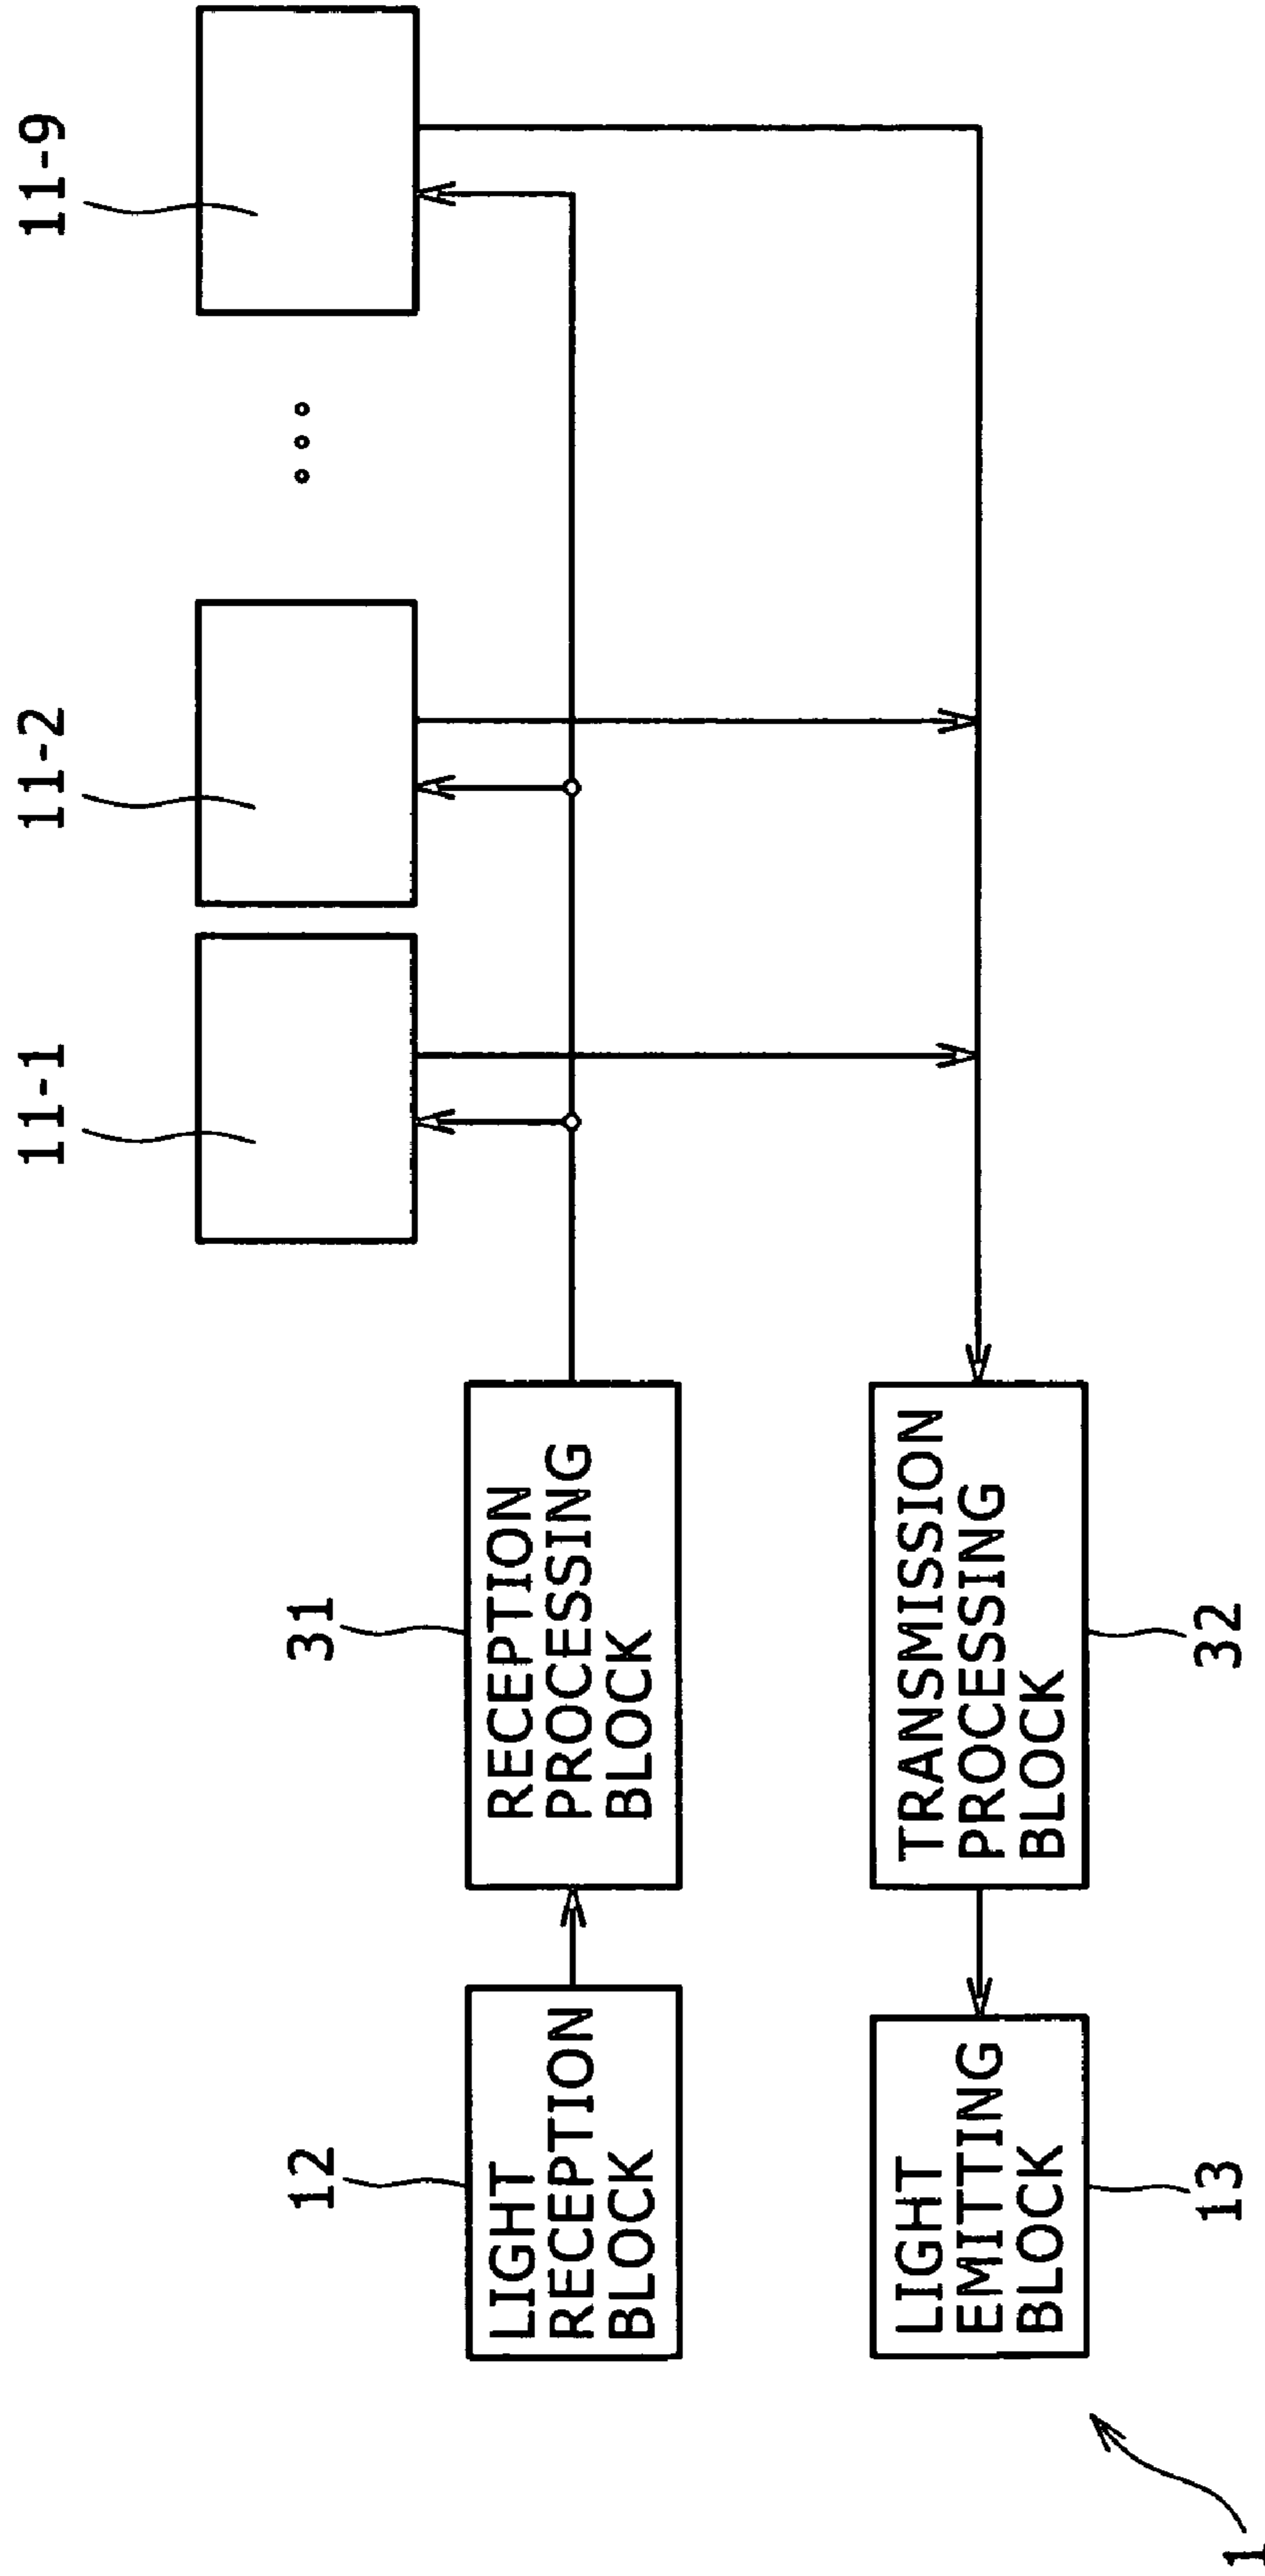 11-1
11-2
11-9
31
12
LIGHT
RECEPTION
BLOCK
RECEPTION
PROCESSING
BLOCK
LIGHT
EMITTING
BLOCK
TRANSMISSION
PROCESSING
BLOCK
13
32
1